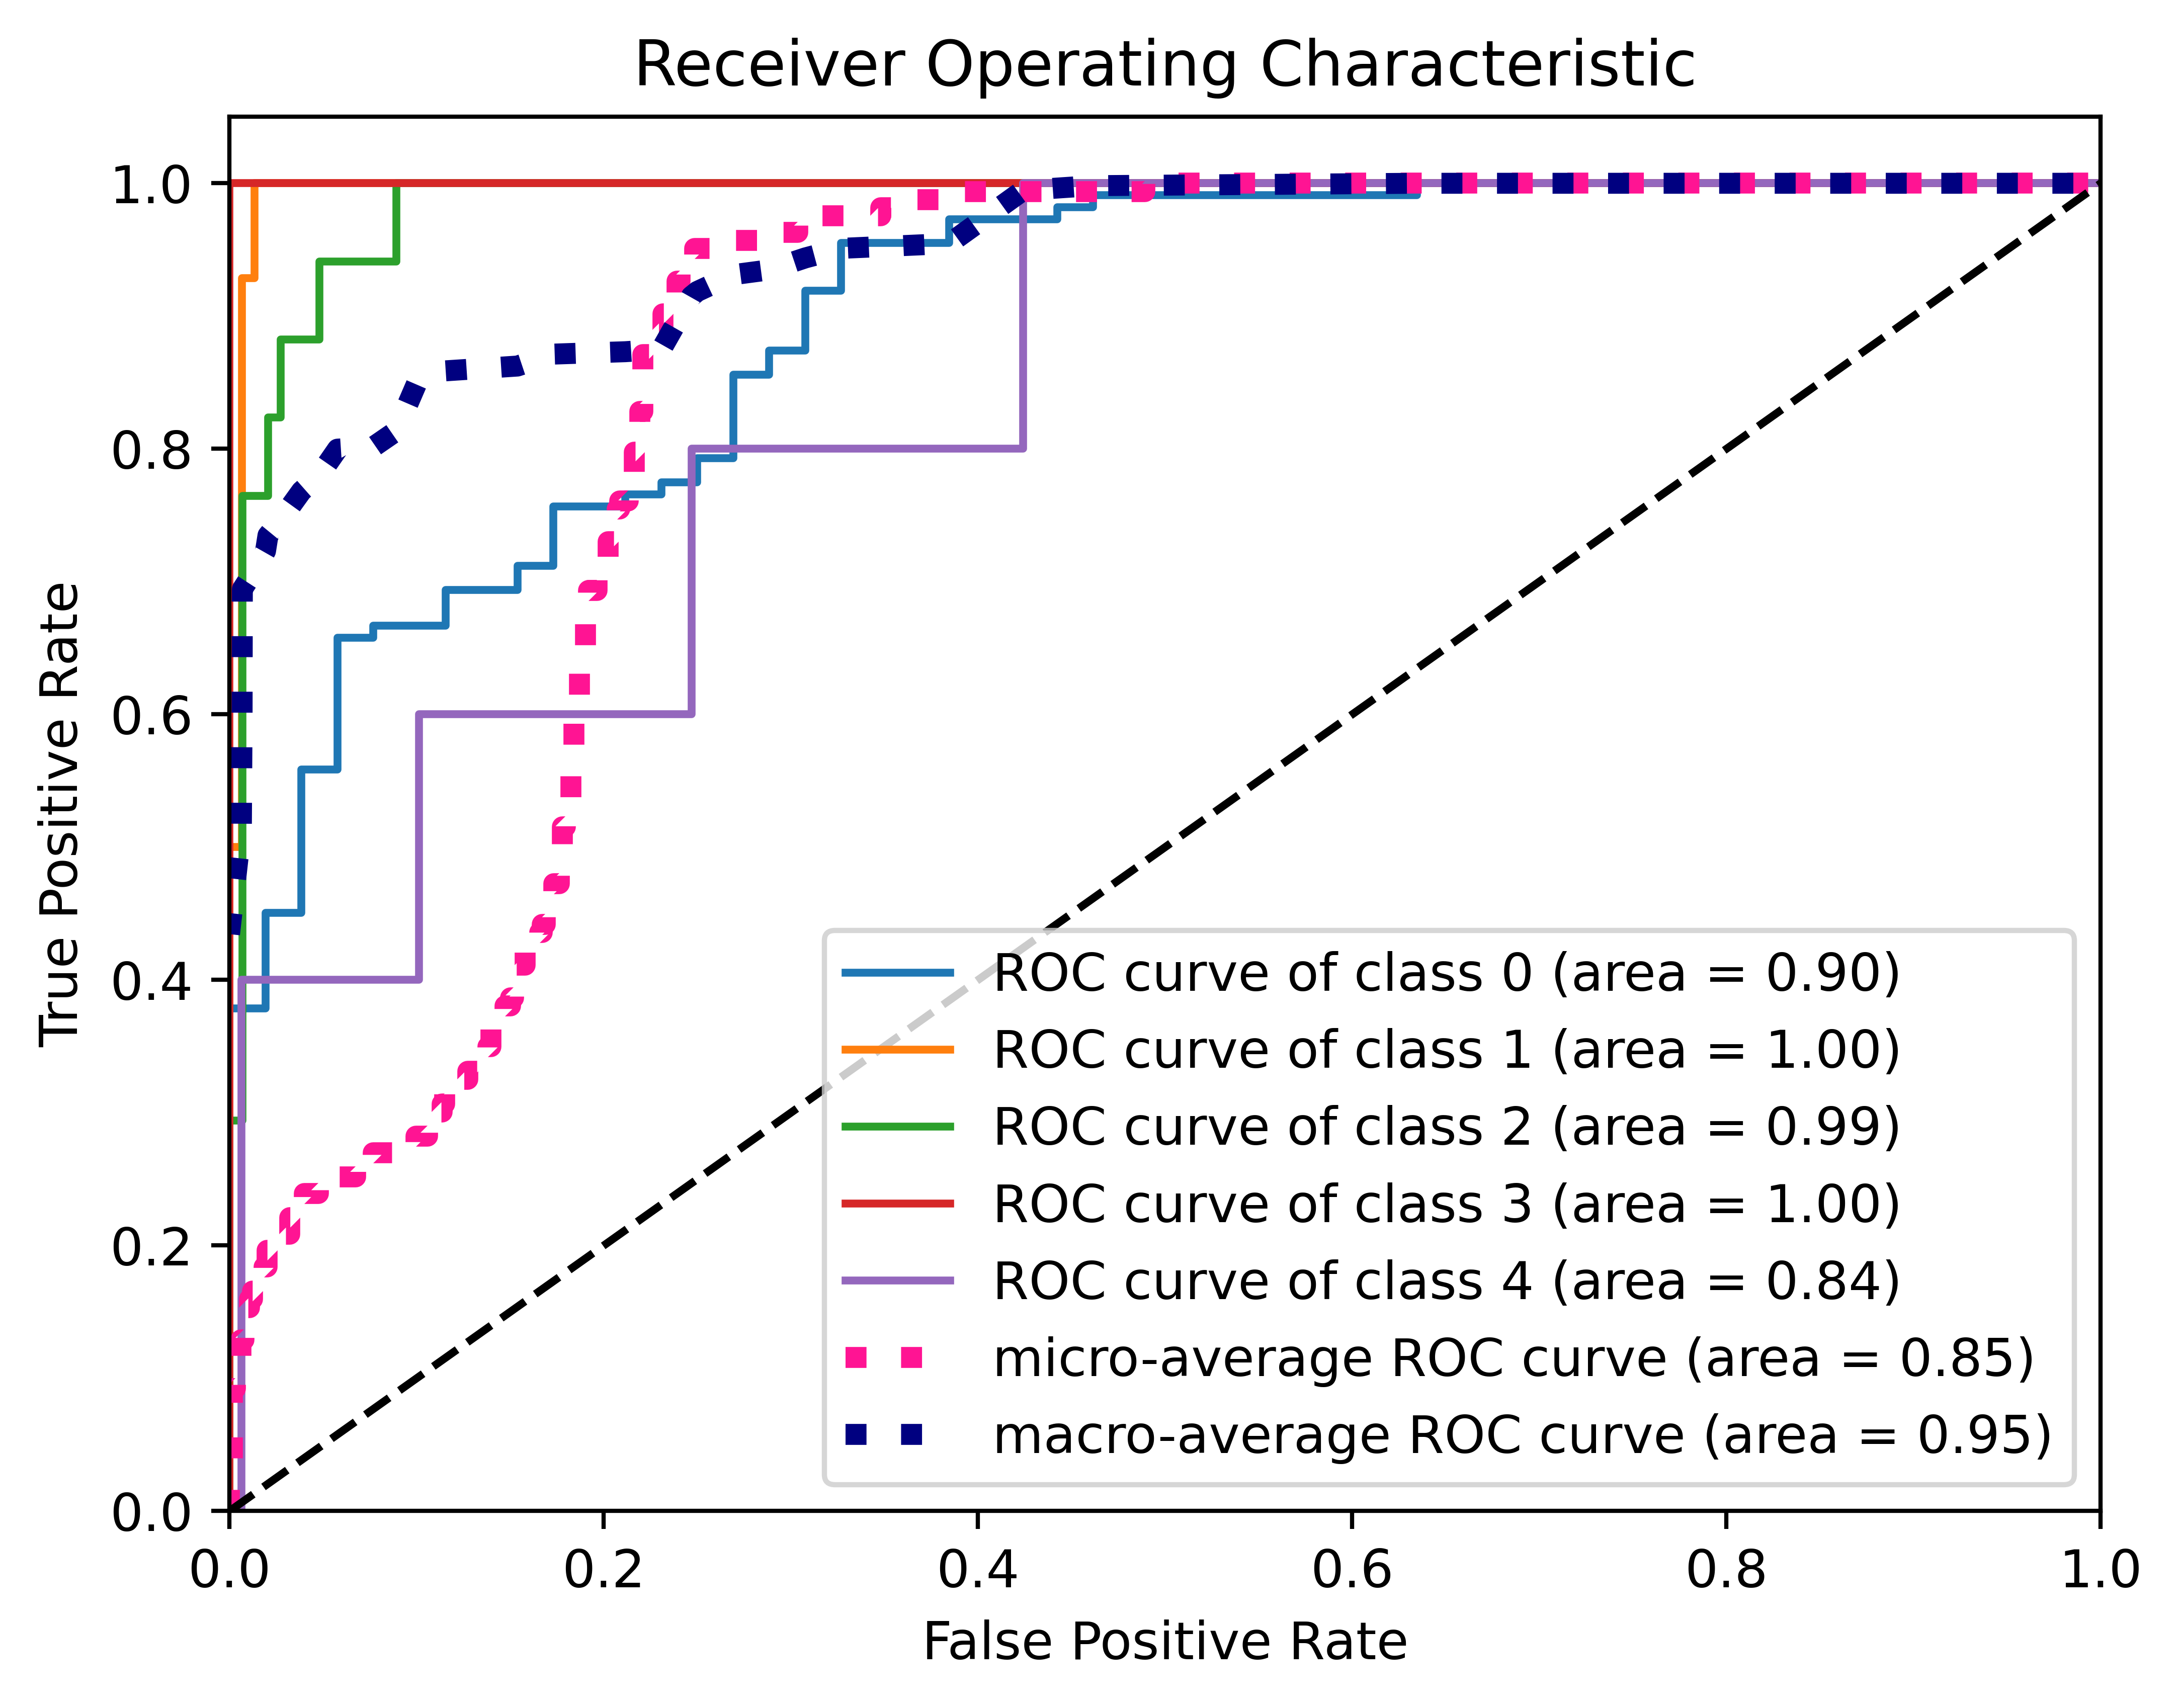 Receiver Operating Characteristic
True Positive Rate
1.0
0.8
0.6
0.4
0.2
0.0
ROC curve of class 0 (area = 0.90)
ROC curve of class 1 (area = 1.00)
ROC curve of class 2 (area = 0.99)
ROC curve of class 3 (area = 1.00)
ROC curve of class 4 (area = 0.84)
micro-average ROC curve (area = 0.85)
macro-average ROC curve (area = 0.95)
0.0 0.2 0.4 0.6 0.8 1.0
False Positive Rate